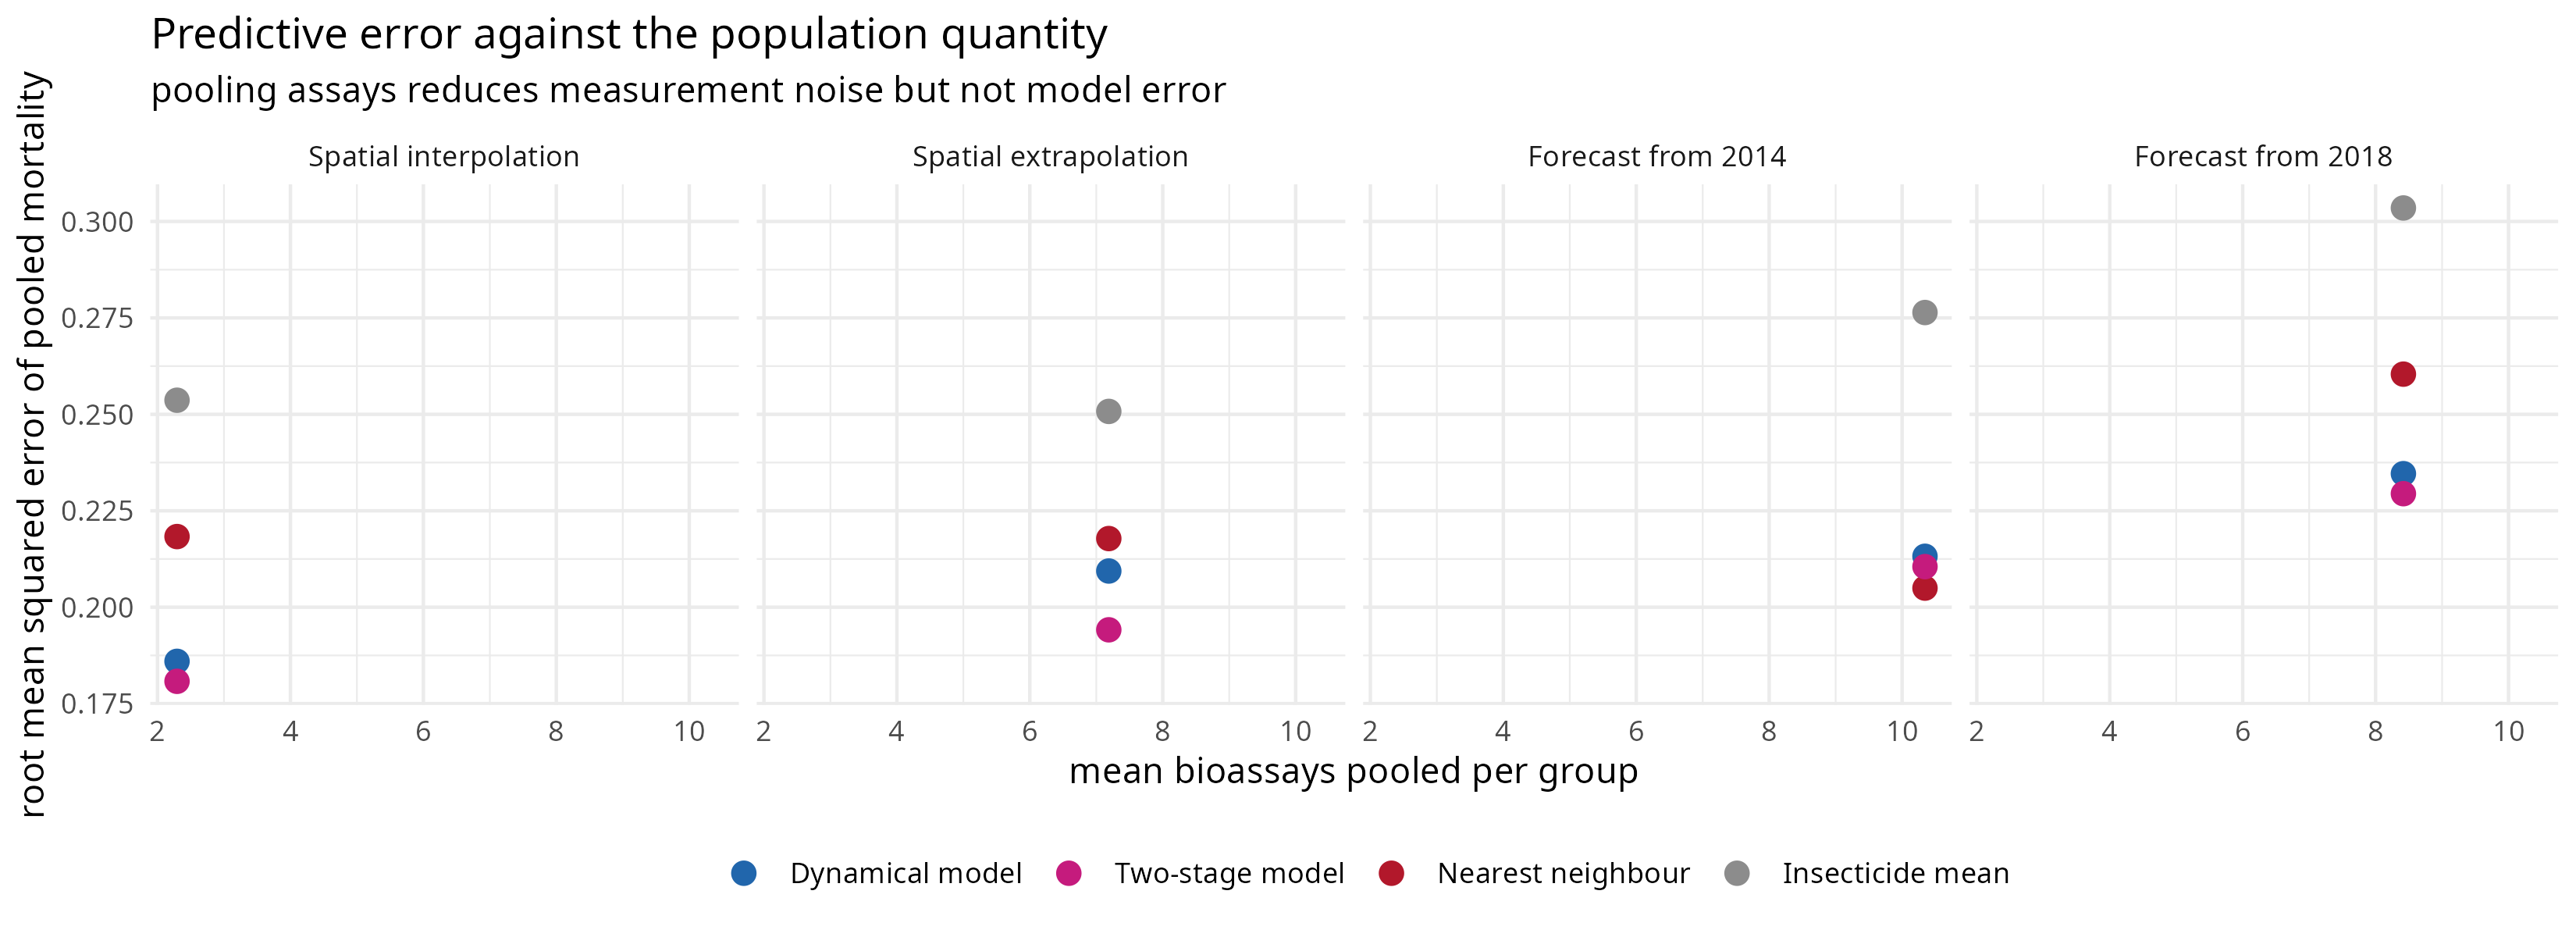 Predictive error against the population quantity
pooling assays reduces measurement noise but not model error
root mean squared error of pooled mortality
Spatial interpolation
Spatial extrapolation
Forecast from 2014
Forecast from 2018
0.300
0.275
0.250
0.225
0.200
0.175
2 4 6 8 10
2 4 6 8 10
2 4 6 8 10
2 4 6 8 10
mean bioassays pooled per group
Dynamical model
Two-stage model
Nearest neighbour
Insecticide mean